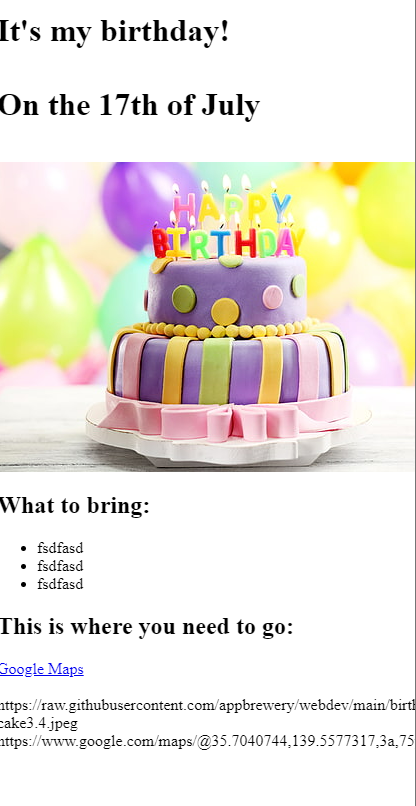 It's my birthday!
On the 17th of July
HAPPY
BIRTHDAY
What to bring:
fsdfasd
fsdfasd
fsdfasd
This is where you need to go:
Google Maps
https://raw.githubusercontent.com/appbrewery/webdev/main/birth
cake3.4.jpeg
https://www.google.com/maps/@35.7040744,139.5577317,3a,75